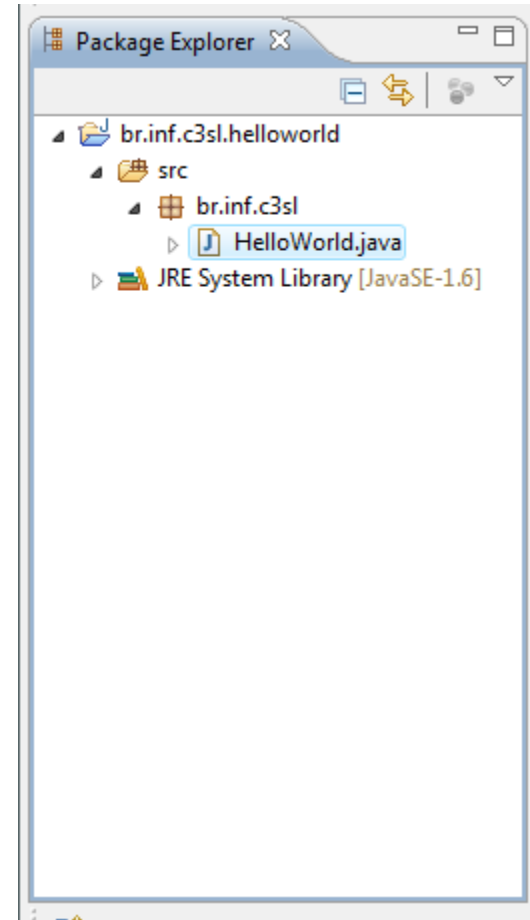 Package Explorer
br.inf.c3sl.helloworld
src
br.inf.c3sl
HelloWorld.java
JRE System Library [JavaSE-1.6]